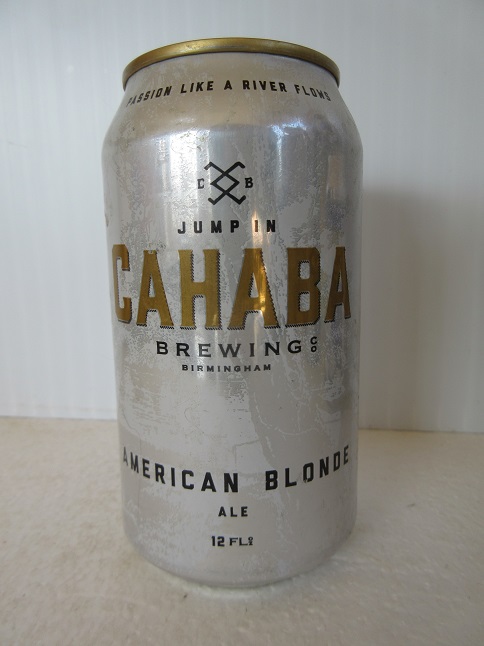 PASSION LIKE A RIVER FLOWS
C B
JUMP IN
CAHABA
BREWING CO
BIRMINGHAM
AMERICAN BLONDE
ALE
12 FL OZ